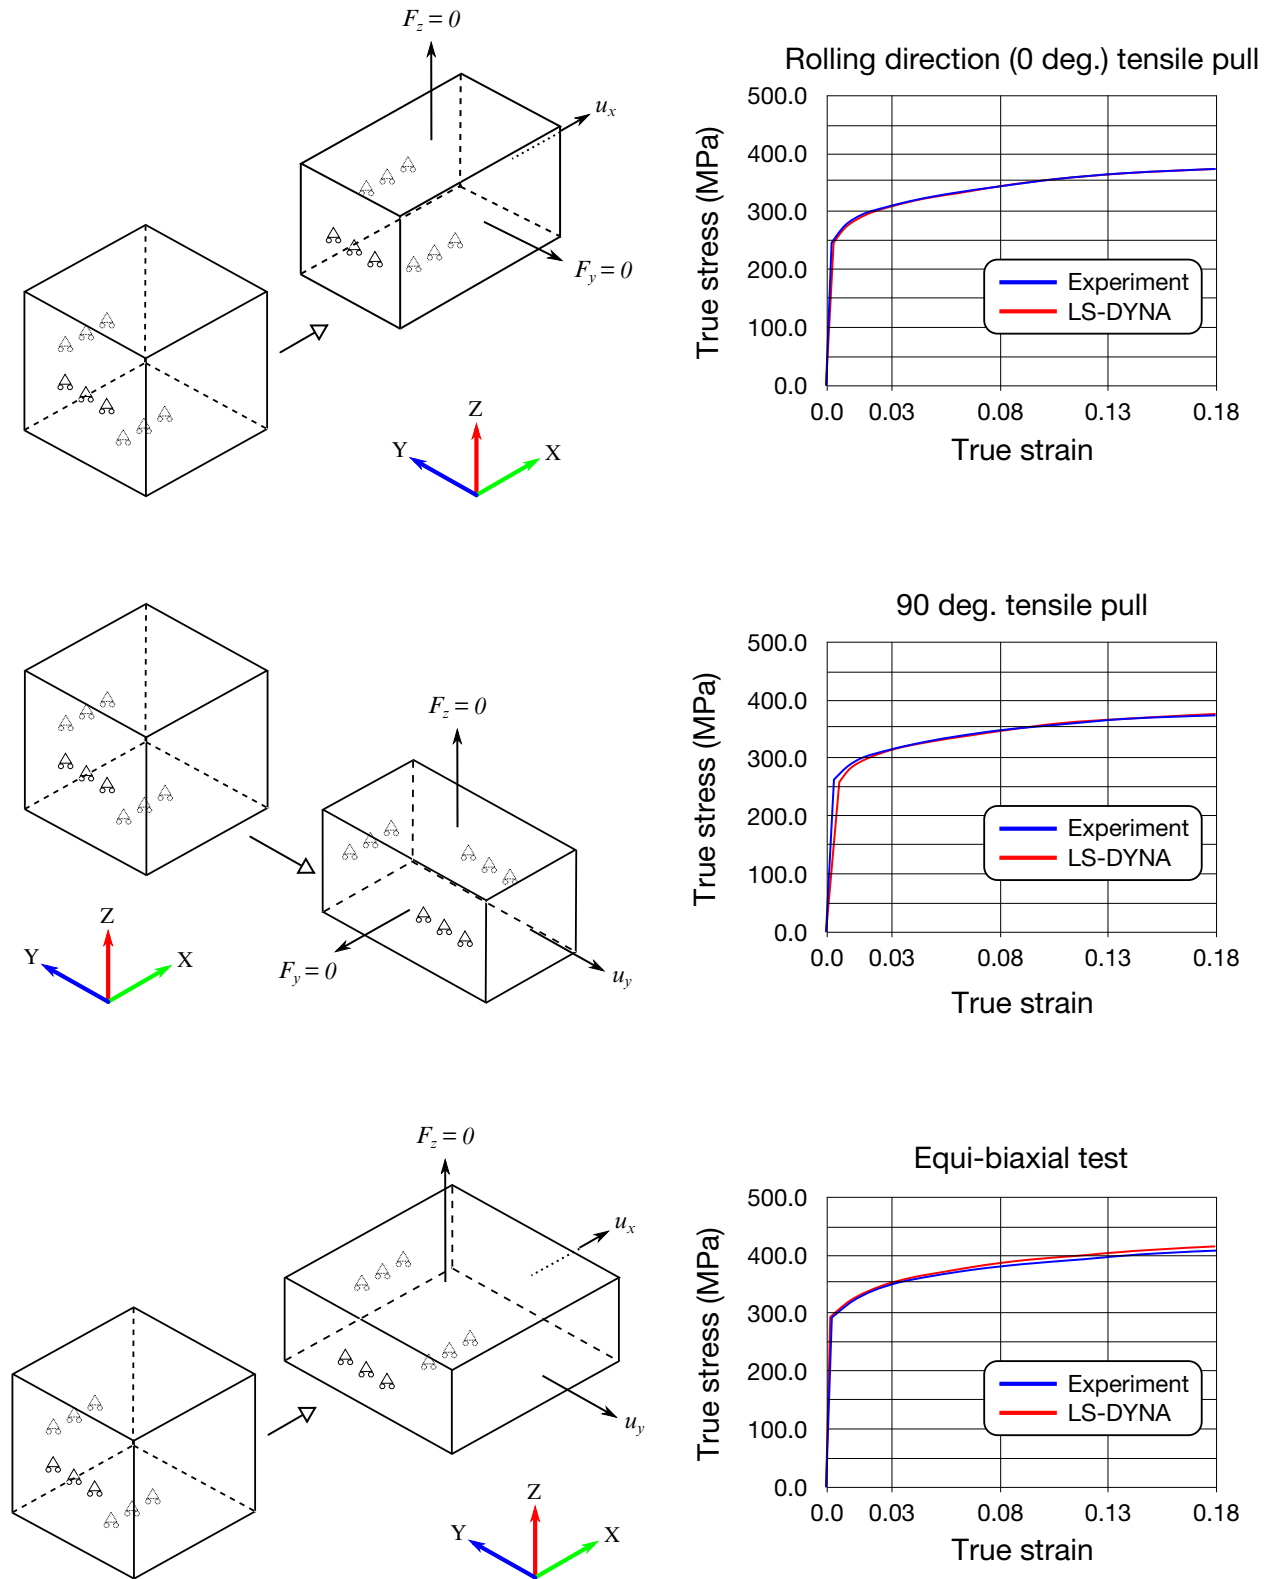 F_z = 0
u_x
F_y = 0
Z
Y
X
Rolling direction (0 deg.) tensile pull
True stress (MPa)
500.0
400.0
300.0
200.0
100.0
0.0
Experiment
LS-DYNA
0.0 0.03 0.08 0.13 0.18
True strain
F_z = 0
F_y = 0
u_y
Z
Y
X
90 deg. tensile pull
True stress (MPa)
500.0
400.0
300.0
200.0
100.0
0.0
Experiment
LS-DYNA
0.0 0.03 0.08 0.13 0.18
True strain
F_z = 0
u_x
u_y
Z
Y
X
Equi-biaxial test
True stress (MPa)
500.0
400.0
300.0
200.0
100.0
0.0
Experiment
LS-DYNA
0.0 0.03 0.08 0.13 0.18
True strain